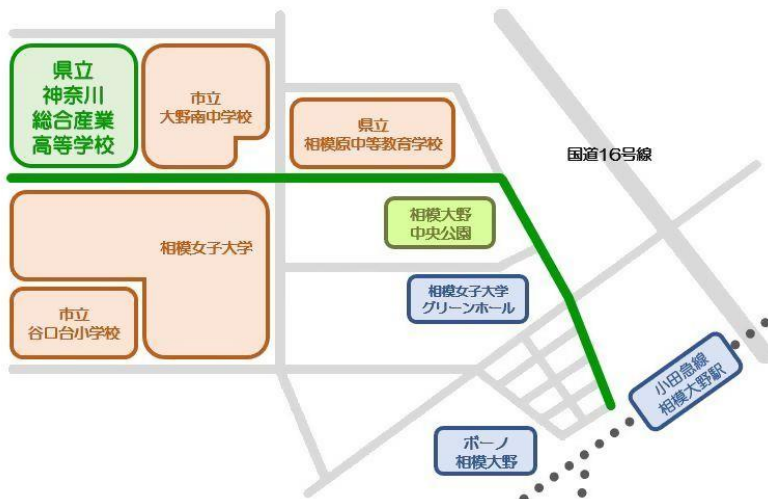 県立
神奈川
総合産業
高等学校
市立
大野南中学校
県立
相模原中等教育学校
国道16号線
相模大野
中央公園
相模女子大学
相模女子大学
グリーンホール
市立
谷口台小学校
小田急線
相模大野駅
ボーノ
相模大野